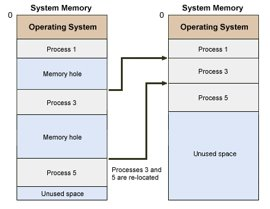 System Memory
0
Operating System
Process 1
Memory hole
Process 3
Memory hole
Process 5
Unused space
Processes 3 and
5 are re-located
System Memory
0
Operating System
Process 1
Process 3
Process 5
Unused space